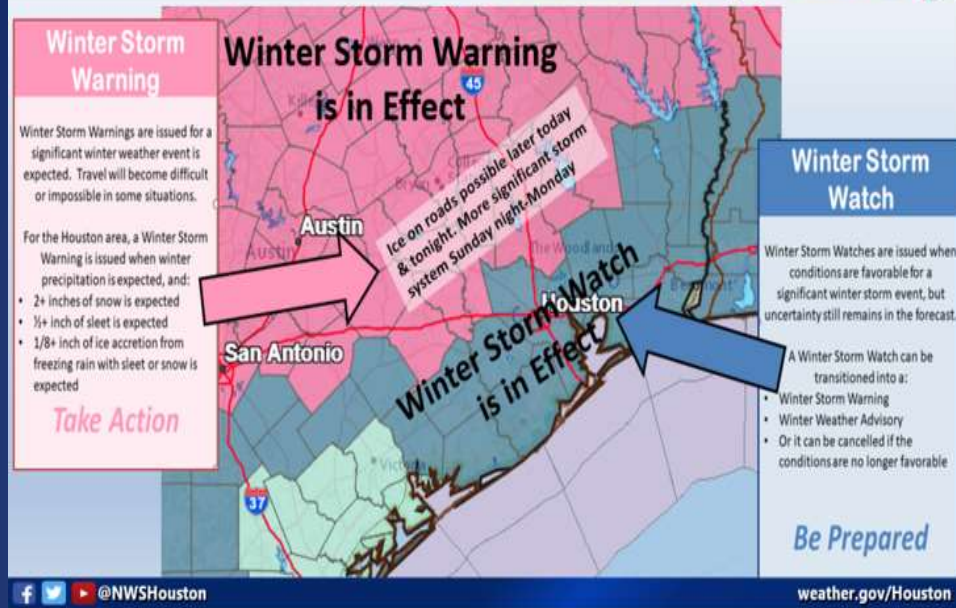 Winter Storm
Warning
Winter Storm Warnings are issued for a
significant winter weather event is
expected. Travel will become difficult
or impossible in some situations.
For the Houston area, a Winter Storm
Warning is issued when winter
precipitation is expected, and:
• 2+ inches of snow is expected
• ½+ inch of sleet is expected
• 1/8+ inch of ice accretion from
freezing rain with sleet or snow is
expected
Take Action
Winter Storm Warning
is in Effect
45
Ice on roads possible later today
& tonight. More significant storm
system Sunday night-Monday
Austin
Austin
The Woodlands
Houston
San Antonio
Winter Storm Watch
is in Effect
37
Winter Storm
Watch
Winter Storm Watches are issued when
conditions are favorable for a
significant winter storm event, but
uncertainty still remains in the forecast.
A Winter Storm Watch can be
transitioned into a:
• Winter Storm Warning
• Winter Weather Advisory
• Or it can be cancelled if the
conditions are no longer favorable
Be Prepared
@NWSHouston
weather.gov/Houston